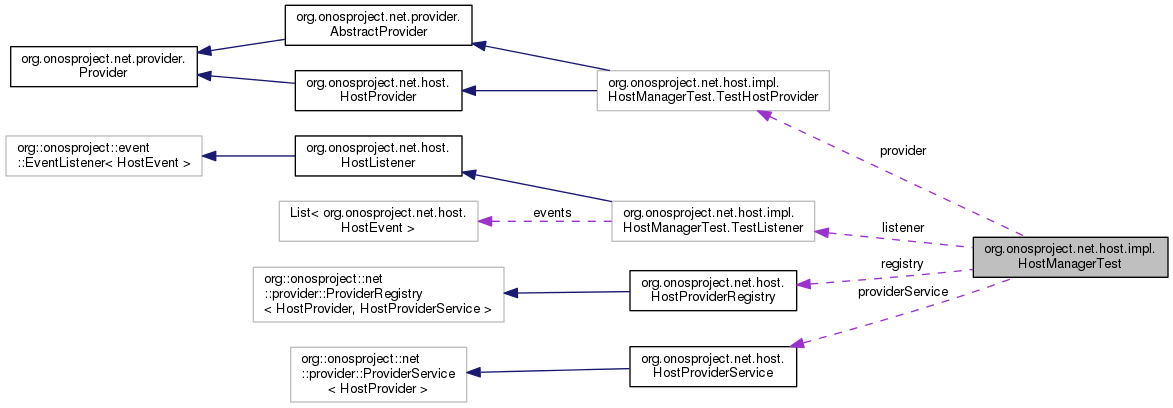 org.onosproject.net.provider.
AbstractProvider
org.onosproject.net.provider.
Provider
org.onosproject.net.host.
HostProvider
org.onosproject.net.host.impl.
HostManagerTest.TestHostProvider
provider
org::onosproject::event
::EventListener< HostEvent >
org.onosproject.net.host.
HostListener
List< org.onosproject.net.host.
HostEvent >
events
org.onosproject.net.host.impl.
HostManagerTest.TestListener
listener
org.onosproject.net.host.impl.
HostManagerTest
registry
org::onosproject::net
::provider::ProviderRegistry
< HostProvider, HostProviderService >
org.onosproject.net.host.
HostProviderRegistry
providerService
org::onosproject::net
::provider::ProviderService
< HostProvider >
org.onosproject.net.host.
HostProviderService